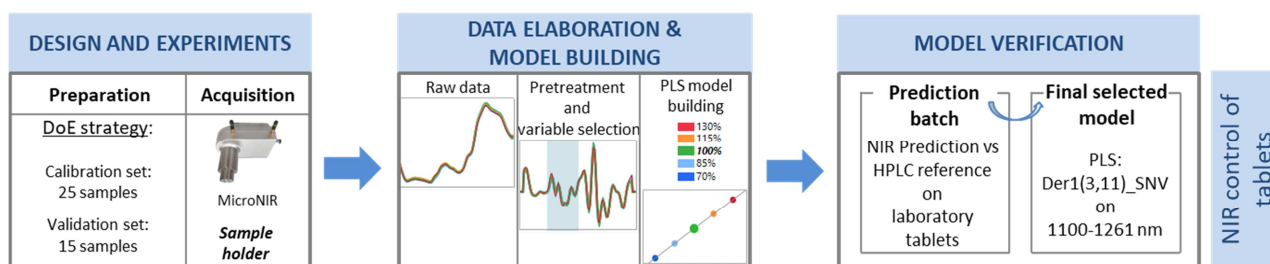 DESIGN AND EXPERIMENTS
Preparation
DoE strategy:
Calibration set:
25 samples
Validation set:
15 samples
Acquisition
MicroNIR
Sample
holder
DATA ELABORATION &
MODEL BUILDING
Raw data
Pretreatment
and
variable selection
PLS model
building
130%
115%
100%
85%
70%
MODEL VERIFICATION
Prediction
batch
NIR Prediction vs
HPLC reference
on
laboratory
tablets
Final selected
model
PLS:
Der1(3,11)_SNV
on
1100-1261 nm
NIR control of
tablets